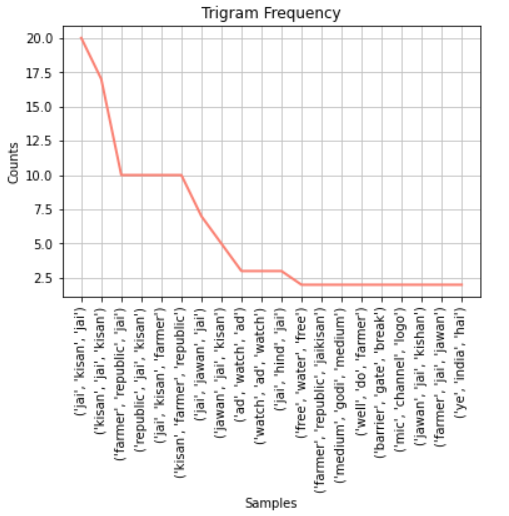 Trigram Frequency
20.0
17.5
15.0
12.5
10.0
7.5
5.0
2.5
Counts
('jai', 'kisan', 'jai')
('kisan', 'jai', 'kisan')
('farmer', 'republic', 'jai')
('republic', 'jai', 'kisan')
('jai', 'kisan', 'farmer')
('kisan', 'farmer', 'republic')
('jai', 'jawan', 'jai')
('jawan', 'jai', 'kisan')
('ad', 'watch', 'ad')
('watch', 'ad', 'watch')
('jai', 'hind', 'jai')
('free', 'water', 'free')
('farmer', 'republic', 'jaikisan')
('medium', 'godi', 'medium')
('well', 'do', 'farmer')
('barrier', 'gate', 'break')
('mic', 'channel', 'logo')
('jawan', 'jai', 'kishan')
('farmer', 'jai', 'jawan')
('ye', 'india', 'hai')
Samples